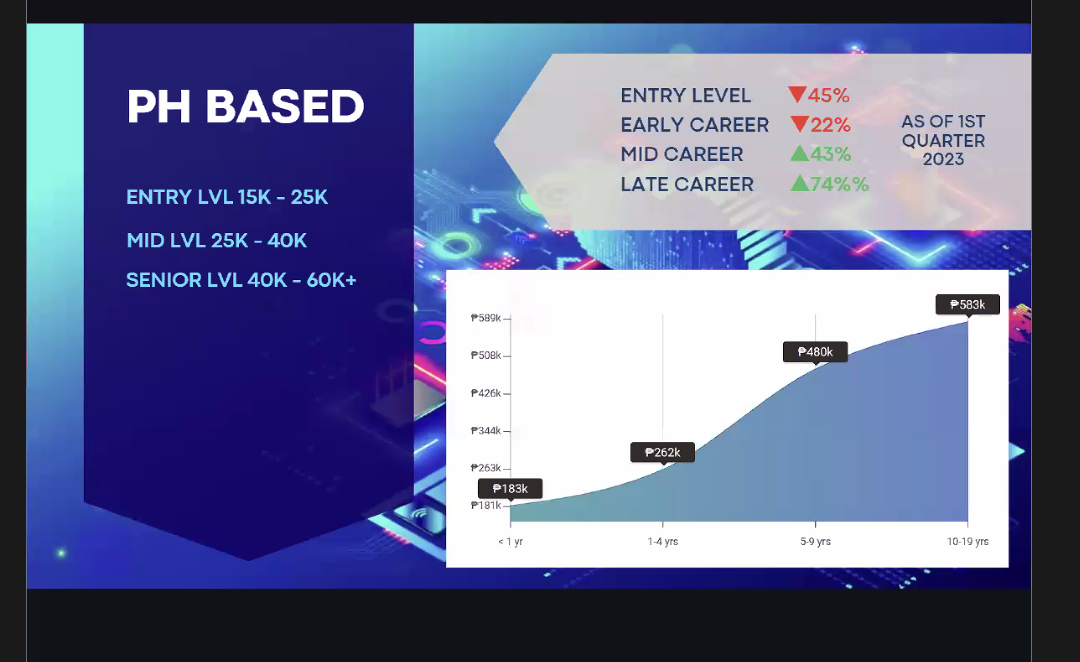 PH BASED
ENTRY LVL 15K - 25K
MID LVL 25K - 40K
SENIOR LVL 40K - 60K+
ENTRY LEVEL ▼45%
EARLY CAREER ▼22%
MID CAREER ▲43%
LATE CAREER ▲74%%
AS OF 1ST
QUARTER
2023
₱589k
₱508k
₱426k
₱344k
₱263k
₱181k
₱183k
₱262k
₱480k
₱583k
< 1 yr
1-4 yrs
5-9 yrs
10-19 yrs